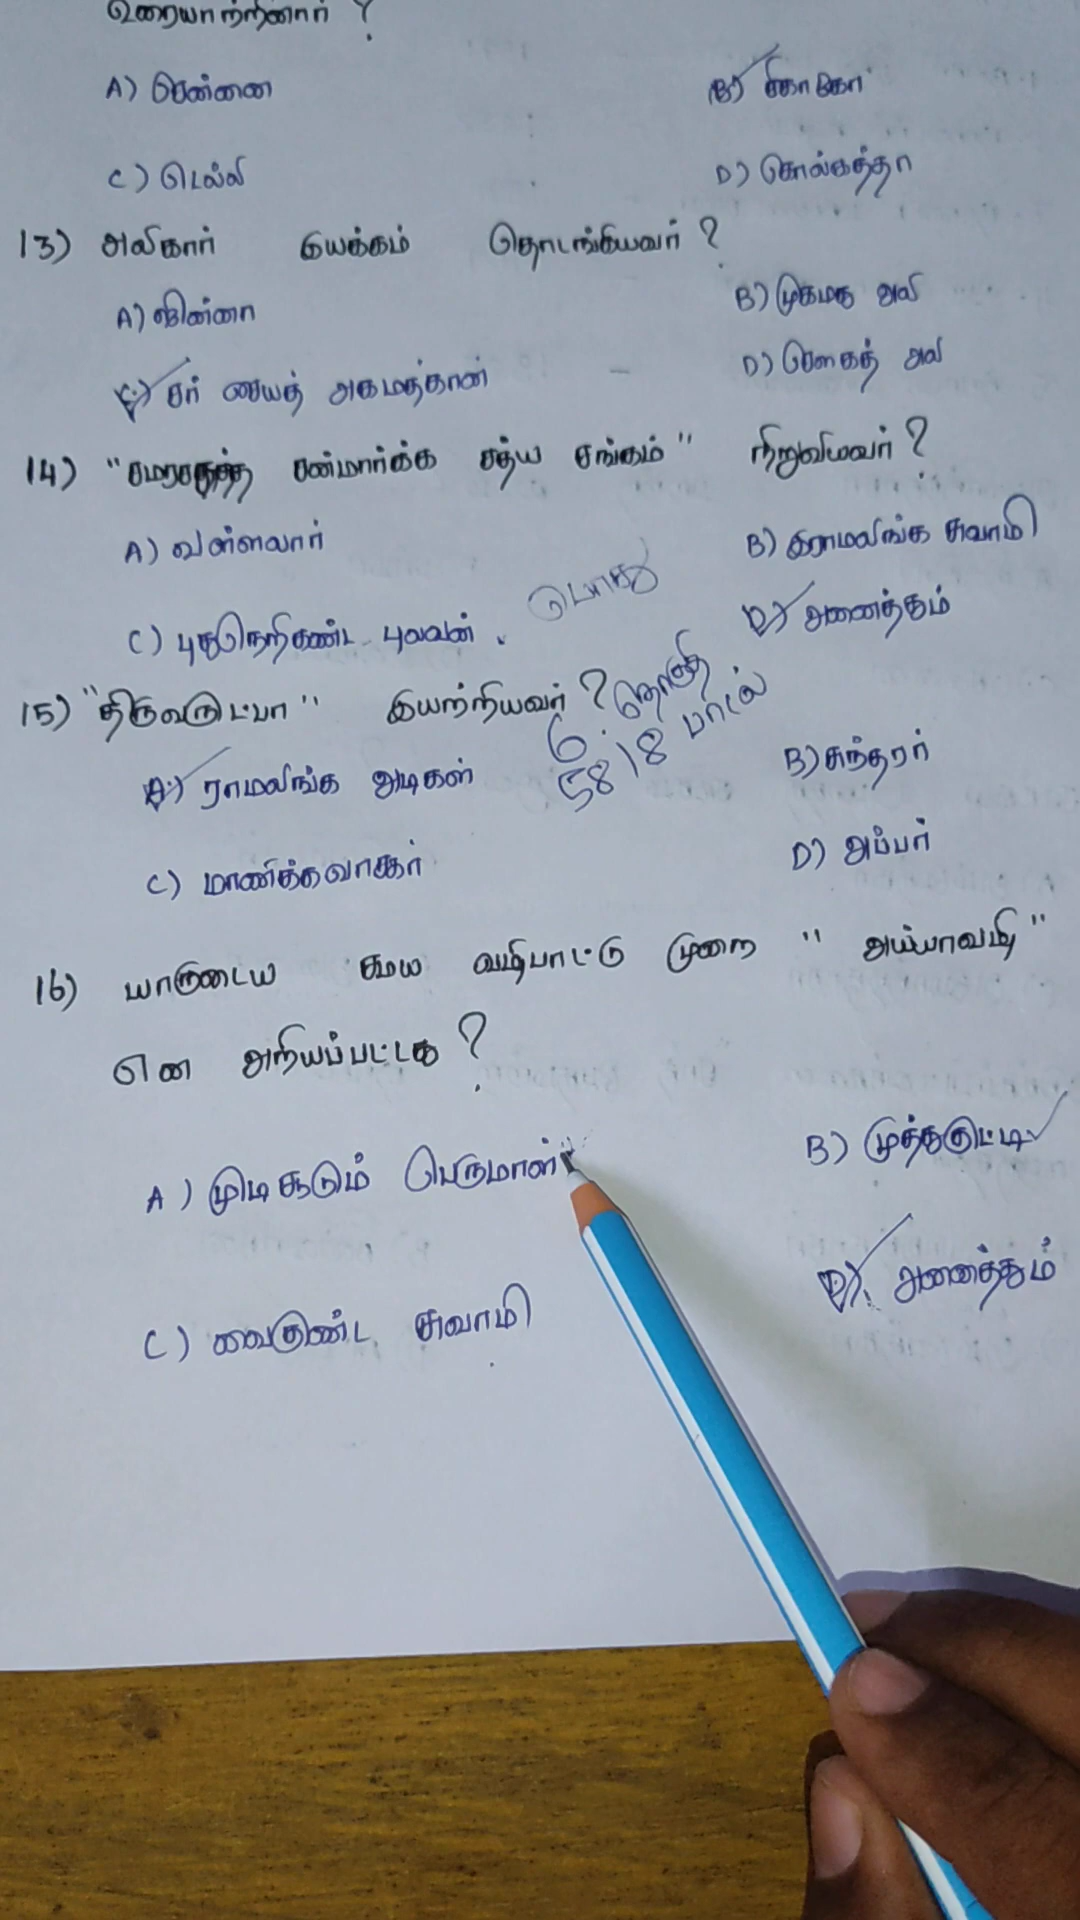 உரையாற்றினார் ?
A) சென்னை B) சிகாகோ
C) டெல்லி D) கொல்கத்தா
13) அலிகார் இயக்கம் தொடங்கியவர் ?
A) ஜின்னா B) முகமது அலி
C) சர் சையத் அகமத்கான் D) சௌகத் அலி
14) "சமரசசுத்த சன்மார்க்க சத்ய சங்கம்" நிறுவியவர் ?
A) வள்ளலார் B) இராமலிங்க சுவாமி
C) புதுநெறிகண்ட புலவன் . பொது D) அனைத்தும்
15) "திருவருட்பா" இயற்றியவர் ? 6. தொகுதி
5818 பாடல்
A) ராமலிங்க அடிகள் B) சுந்தரர்
C) மாணிக்கவாசகர் D) அப்பர்
16) யாருடைய சமய வழிபாட்டு முறை " அய்யாவழி"
என அறியப்பட்டது ?
A ) முடி சூடும் பெருமாள் B) முத்துகுட்டி
C) வைகுண்ட சுவாமி D) அனைத்தும்